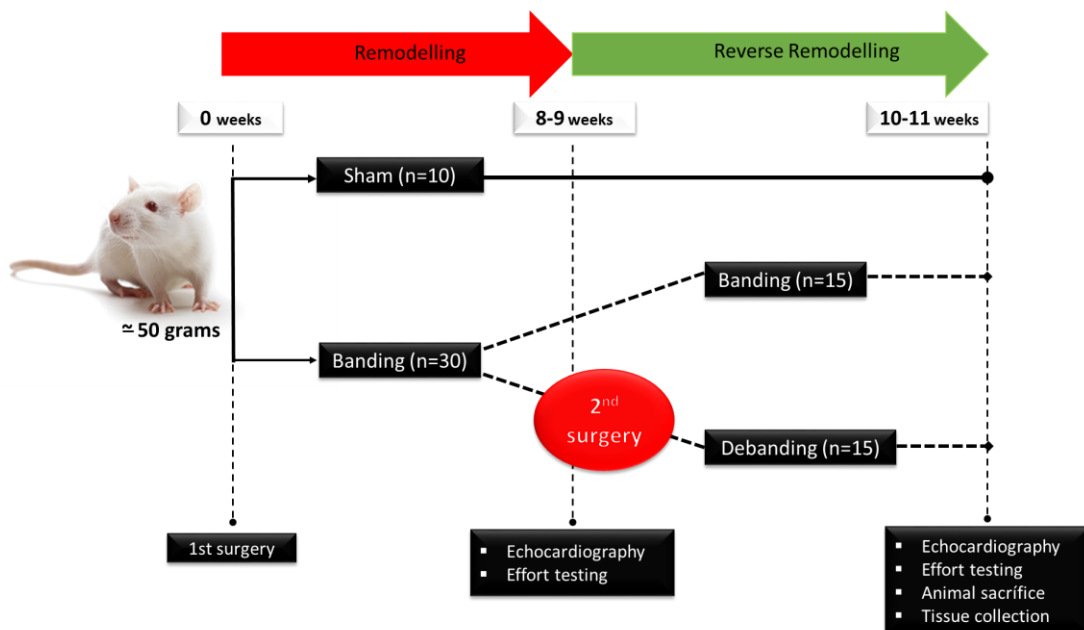 Remodelling
Reverse Remodelling
0 weeks
8-9 weeks
10-11 weeks
Sham (n=10)
Banding (n=15)
≃ 50 grams
Banding (n=30)
2nd
surgery
Debanding (n=15)
1st surgery
▪ Echocardiography
▪ Effort testing
▪ Echocardiography
▪ Effort testing
▪ Animal sacrífice
▪ Tissue collection